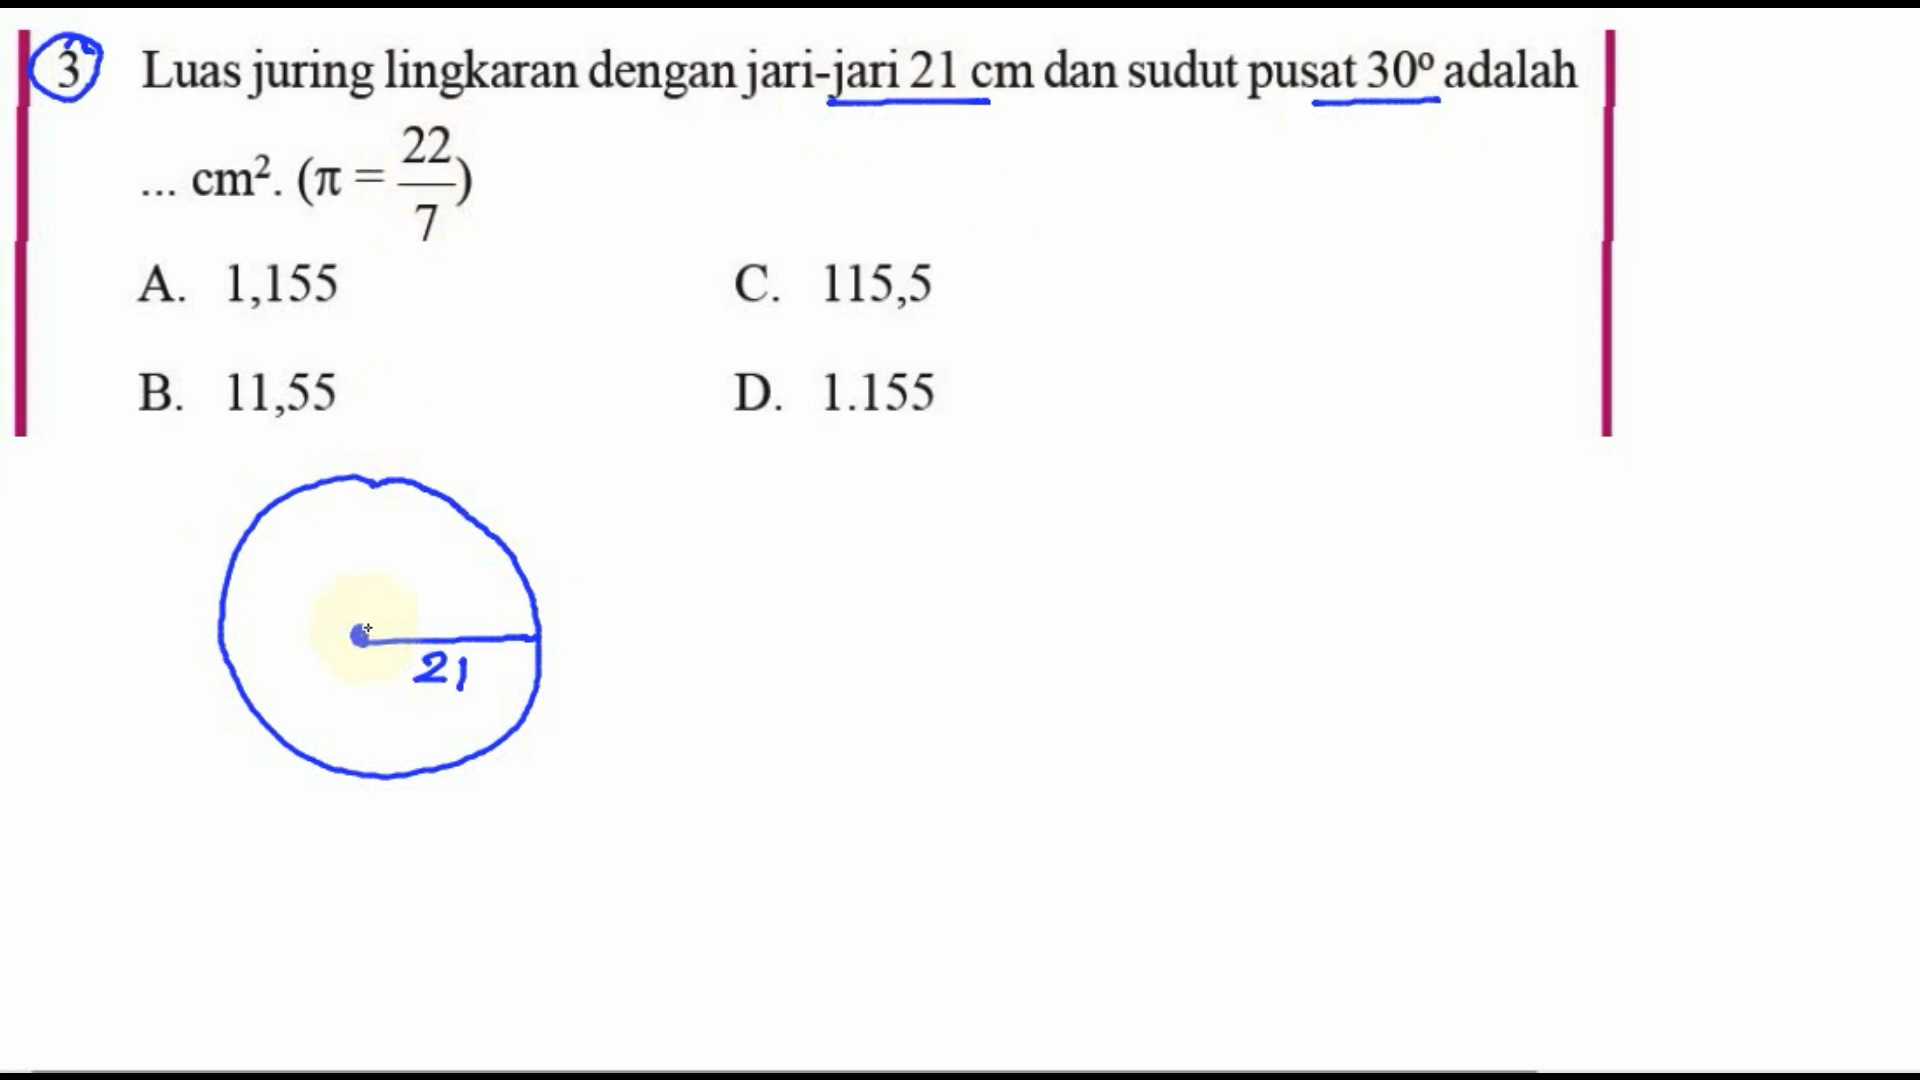 3 Luas juring lingkaran dengan jari-jari 21 cm dan sudut pusat 30° adalah
... cm². (π = 22/7)
A. 1,155
C. 115,5
B. 11,55
D. 1.155
21